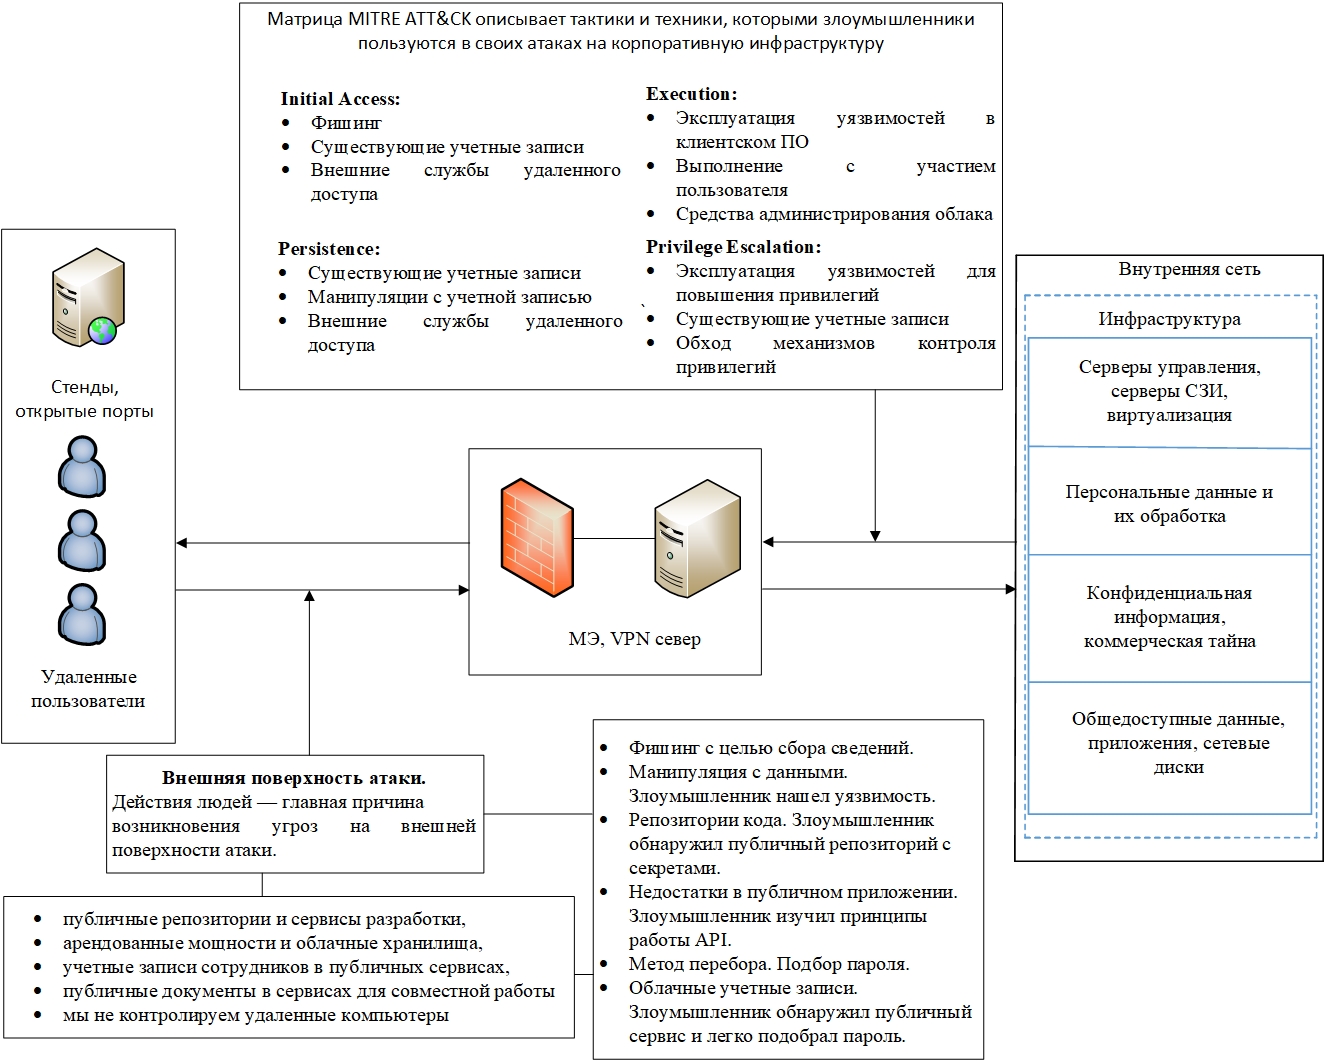 Матрица MITRE ATT&CK описывает тактики и техники, которыми злоумышленники
пользуются в своих атаках на корпоративную инфраструктуру
Initial Access:
• Фишинг
• Существующие учетные записи
• Внешние службы удаленного
доступа
Execution:
• Эксплуатация уязвимостей в
клиентском ПО
• Выполнение с участием
пользователя
• Средства администрирования облака
Persistence:
• Существующие учетные записи
• Манипуляции с учетной записью
• Внешние службы удаленного
доступа
`
Privilege Escalation:
• Эксплуатация уязвимостей для
повышения привилегий
• Существующие учетные записи
• Обход механизмов контроля
привилегий
Стенды,
открытые порты
Удаленные
пользователи
МЭ, VPN север
Внутренняя сеть
Инфраструктура
Серверы управления,
серверы СЗИ,
виртуализация
Персональные данные и
их обработка
Конфиденциальная
информация,
коммерческая тайна
Общедоступные данные,
приложения, сетевые
диски
Внешняя поверхность атаки.
Действия людей — главная причина
возникновения угроз на внешней
поверхности атаки.
• публичные репозитории и сервисы разработки,
• арендованные мощности и облачные хранилища,
• учетные записи сотрудников в публичных сервисах,
• публичные документы в сервисах для совместной работы
• мы не контролируем удаленные компьютеры
• Фишинг с целью сбора сведений.
• Манипуляция с данными.
Злоумышленник нашел уязвимость.
• Репозитории кода. Злоумышленник
обнаружил публичный репозиторий с
секретами.
• Недостатки в публичном приложении.
Злоумышленник изучил принципы
работы API.
• Метод перебора. Подбор пароля.
• Облачные учетные записи.
Злоумышленник обнаружил публичный
сервис и легко подобрал пароль.